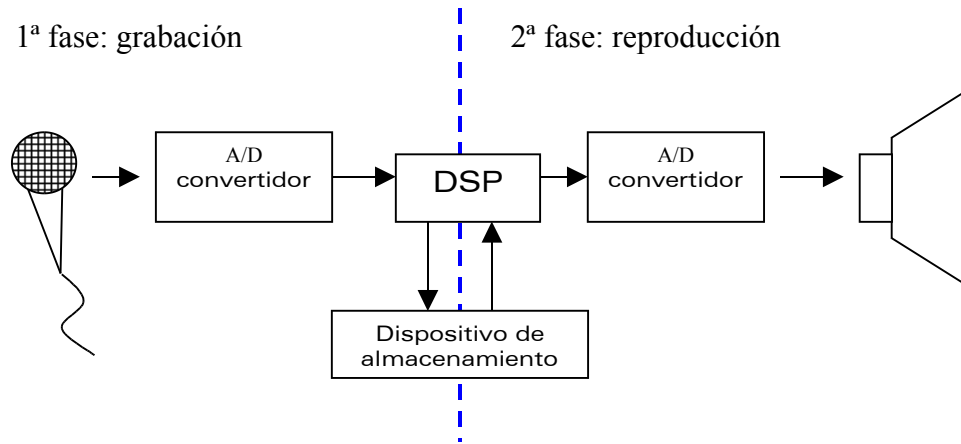 1ª fase: grabación
2ª fase: reproducción
A/D
convertidor
DSP
A/D
convertidor
Dispositivo de
almacenamiento